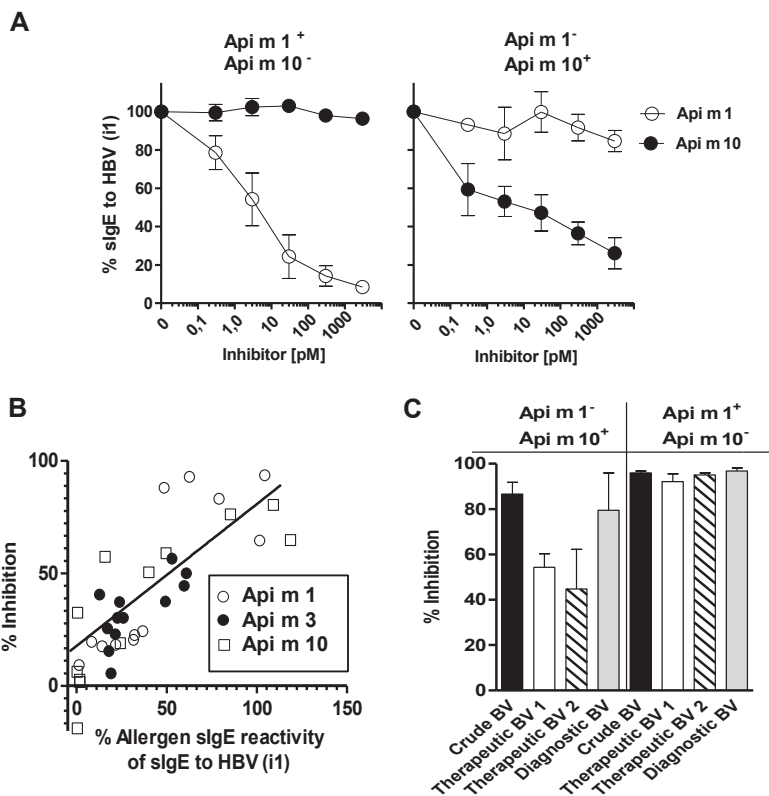 A
Api m 1 +
Api m 10 -
Api m 1-
Api m 10+
% sIgE to HBV (i1)
100
80
60
40
20
0
0 0,1 1,0 10 100 1000
Inhibitor [pM]
0 0,1 1,0 10 100 1000
Inhibitor [pM]
Api m 1
Api m 10
B
% Inhibition
100
50
0
Api m 1
Api m 3
Api m 10
0 50 100 150
% Allergen sIgE reactivity
of sIgE to HBV (i1)
C
Api m 1-
Api m 10+
Api m 1+
Api m 10-
% Inhibition
100
80
60
40
20
0
Crude BV
Therapeutic BV 1
Therapeutic BV 2
Diagnostic BV
Crude BV
Therapeutic BV 1
Therapeutic BV 2
Diagnostic BV